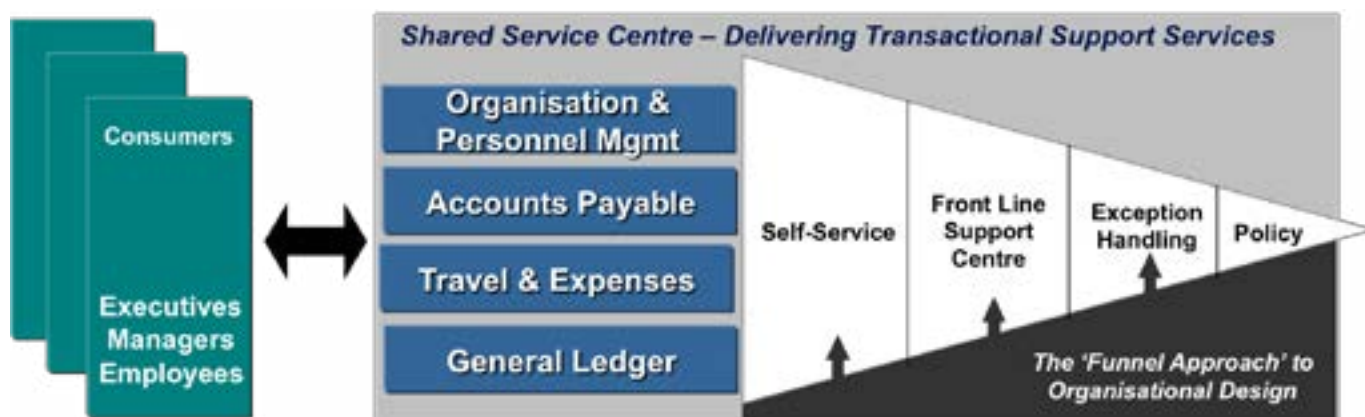 Shared Service Centre – Delivering Transactional Support Services
Consumers
Executives
Managers
Employees
Organisation &
Personnel Mgmt
Accounts Payable
Travel & Expenses
General Ledger
Self-Service
Front Line
Support
Centre
Exception
Handling
Policy
The ‘Funnel Approach’ to
Organisational Design